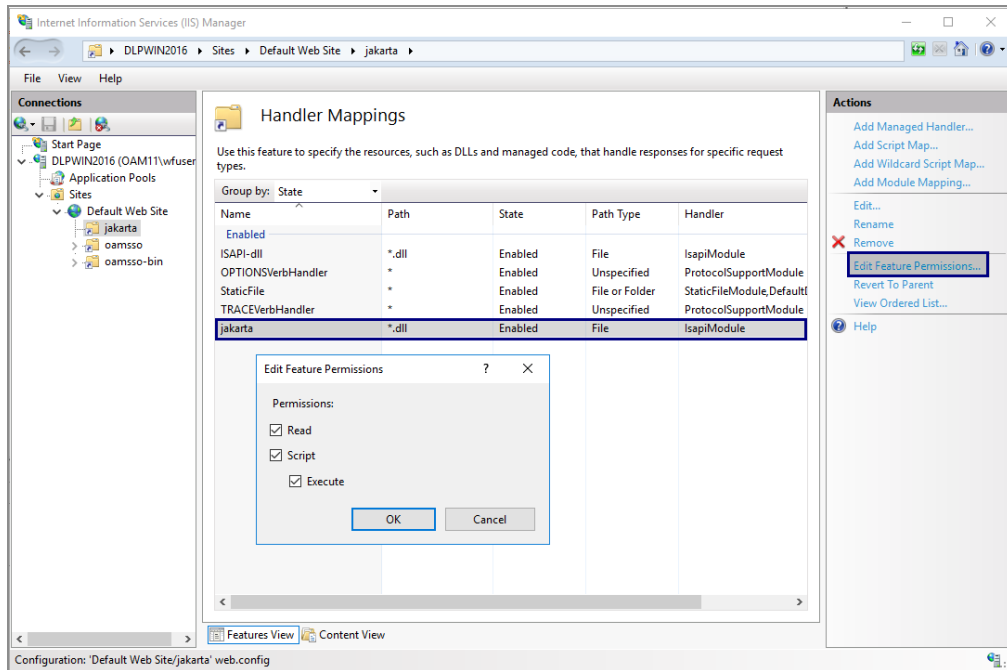 Internet Information Services (IIS) Manager
DLPWIN2016 Sites Default Web Site jakarta
File View Help
Connections
Start Page
DLPWIN2016 (OAM11\wfuser
Application Pools
Sites
Default Web Site
jakarta
oamsso
oamsso-bin
Handler Mappings
Use this feature to specify the resources, such as DLLs and managed code, that handle responses for specific request
types.
Group by: State
Name Path State Path Type Handler
Enabled
ISAPI-dll *.dll Enabled File IsapiModule
OPTIONSVerbHandler * Enabled Unspecified ProtocolSupportModule
StaticFile * Enabled File or Folder StaticFileModule,Default
TRACEVerbHandler * Enabled Unspecified ProtocolSupportModule
jakarta *.dll Enabled File IsapiModule
Edit Feature Permissions ?
Permissions:
Read
Script
Execute
OK Cancel
Features View Content View
Actions
Add Managed Handler...
Add Script Map...
Add Wildcard Script Map...
Add Module Mapping...
Edit...
Rename
Remove
Edit Feature Permissions...
Revert To Parent
View Ordered List...
Help
Configuration: 'Default Web Site/jakarta' web.config